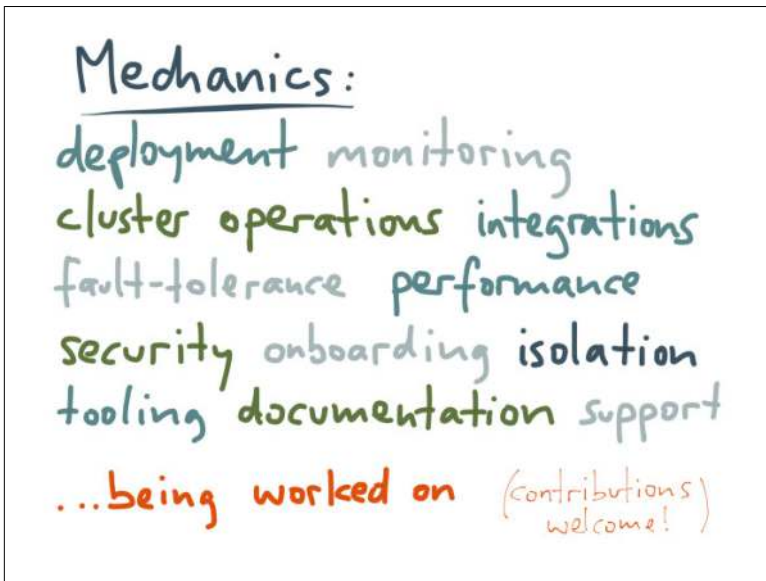 Mechanics:
deployment monitoring
cluster operations integrations
fault-tolerance performance
security onboarding isolation
tooling documentation support
...being worked on (contributions
welcome!)